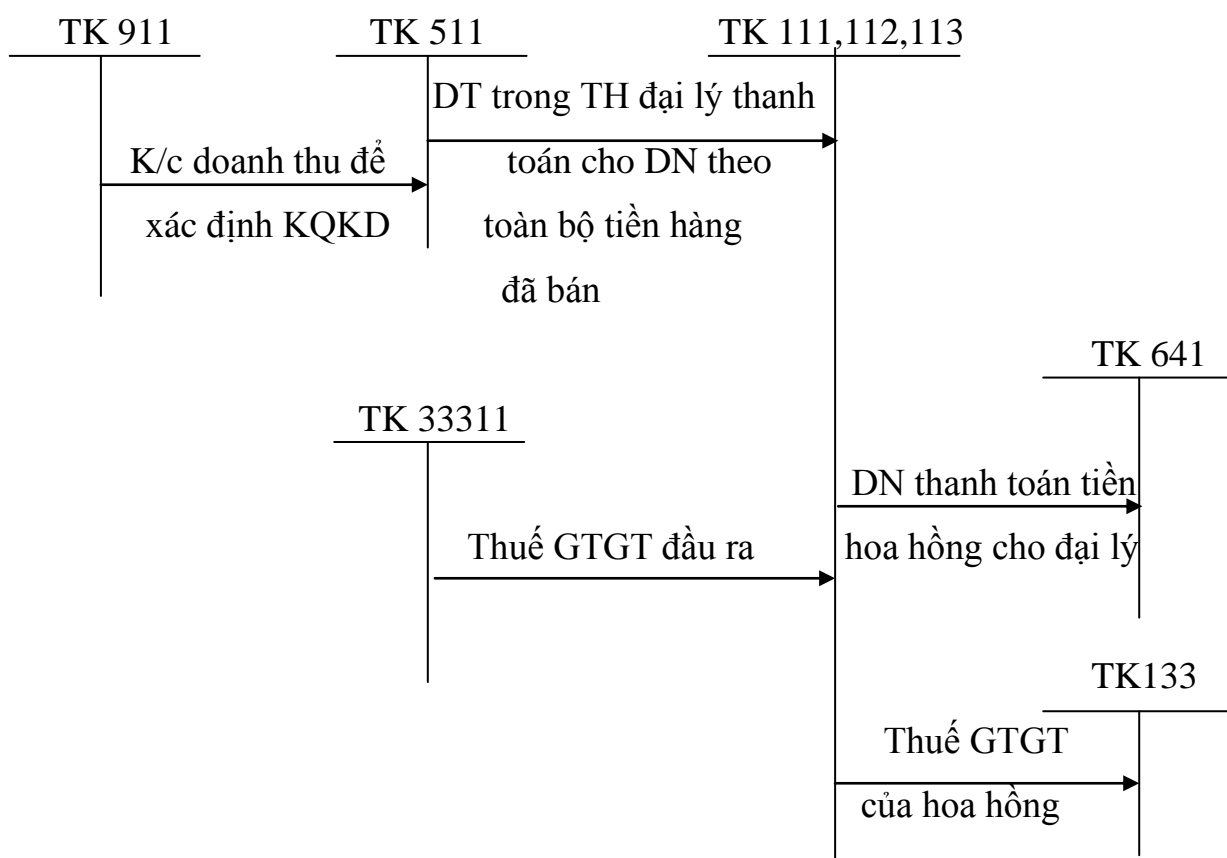 TK 911
TK 511
TK 111,112,113
DT trong TH đại lý thanh
toán cho DN theo
toàn bộ tiền hàng
đã bán
K/c doanh thu để
xác định KQKD
TK 641
TK 33311
DN thanh toán tiền
hoa hồng cho đại lý
Thuế GTGT đầu ra
TK133
Thuế GTGT
của hoa hồng